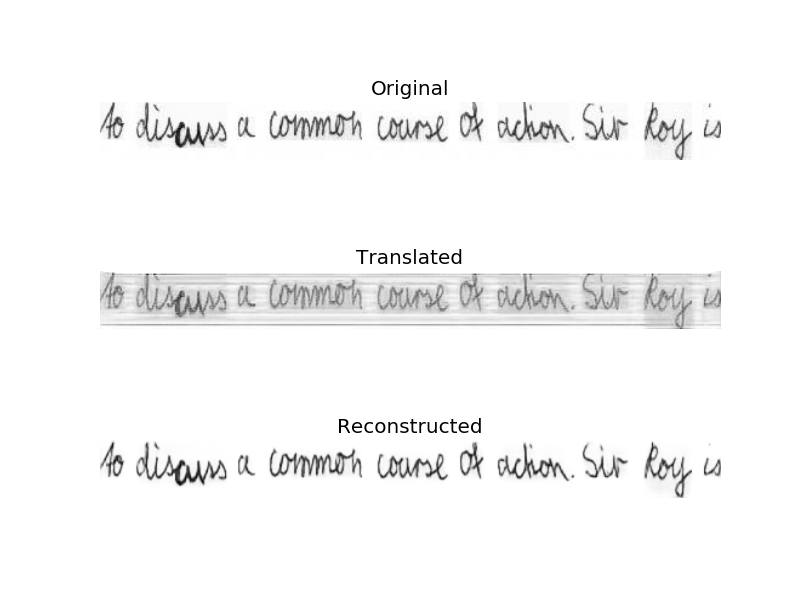 Original
to discuss a common course of action. Sir Roy is
Translated
to discuss a common course of action. Sir Roy is
Reconstructed
to discuss a common course of action. Sir Roy is